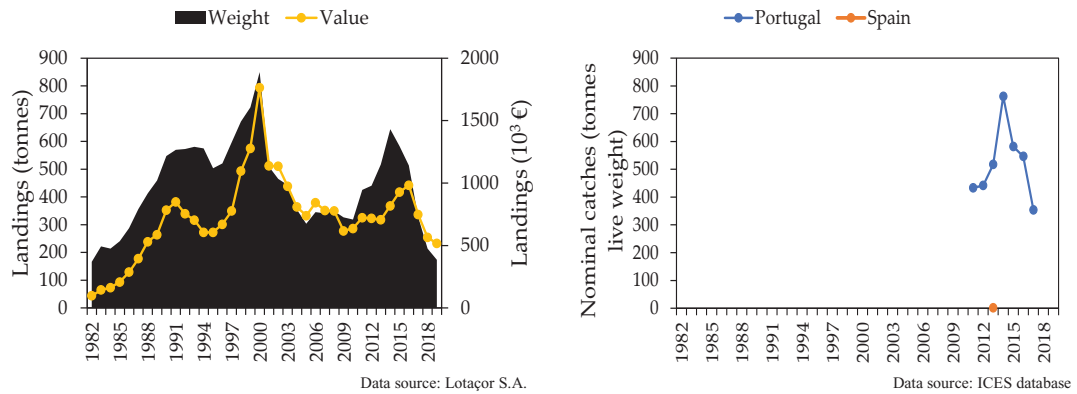 Weight Value
Landings (tonnes)
900
800
700
600
500
400
300
200
100
0
2000
1500
1000
500
0
Landings (10³ €)
1982 1985 1988 1991 1994 1997 2000 2003 2006 2009 2012 2015 2018
Data source: Lotaçor S.A.
Portugal Spain
Nominal catches (tonnes
live weight)
900
800
700
600
500
400
300
200
100
0
1982 1985 1988 1991 1994 1997 2000 2003 2006 2009 2012 2015 2018
Data source: ICES database